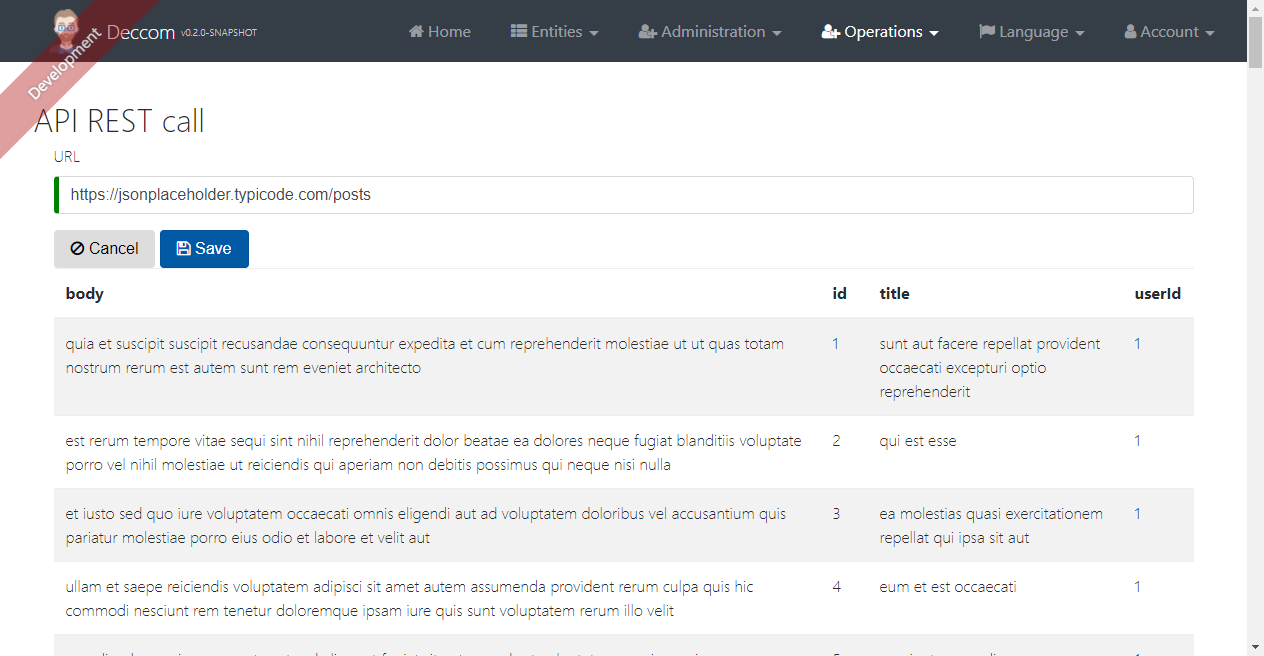 Development
Deccom v0.2.0-SNAPSHOT Home Entities Administration Operations Language Account
API REST call
URL
https://jsonplaceholder.typicode.com/posts
Cancel Save
body id title userId
quia et suscipit suscipit recusandae consequuntur expedita et cum reprehenderit molestiae ut ut quas totam 1 sunt aut facere repellat provident 1
nostrum rerum est autem sunt rem eveniet architecto occaecati excepturi optio
reprehenderit
est rerum tempore vitae sequi sint nihil reprehenderit dolor beatae ea dolores neque fugiat blanditiis voluptate 2 qui est esse 1
porro vel nihil molestiae ut reiciendis qui aperiam non debitis possimus qui neque nisi nulla
et iusto sed quo iure voluptatem occaecati omnis eligendi aut ad voluptatem doloribus vel accusantium quis 3 ea molestias quasi exercitationem 1
pariatur molestiae porro eius odio et labore et velit aut repellat qui ipsa sit aut
ullam et saepe reiciendis voluptatem adipisci sit amet autem assumenda provident rerum culpa quis hic 4 eum et est occaecati 1
commodi nesciunt rem tenetur doloremque ipsam iure quis sunt voluptatem rerum illo velit